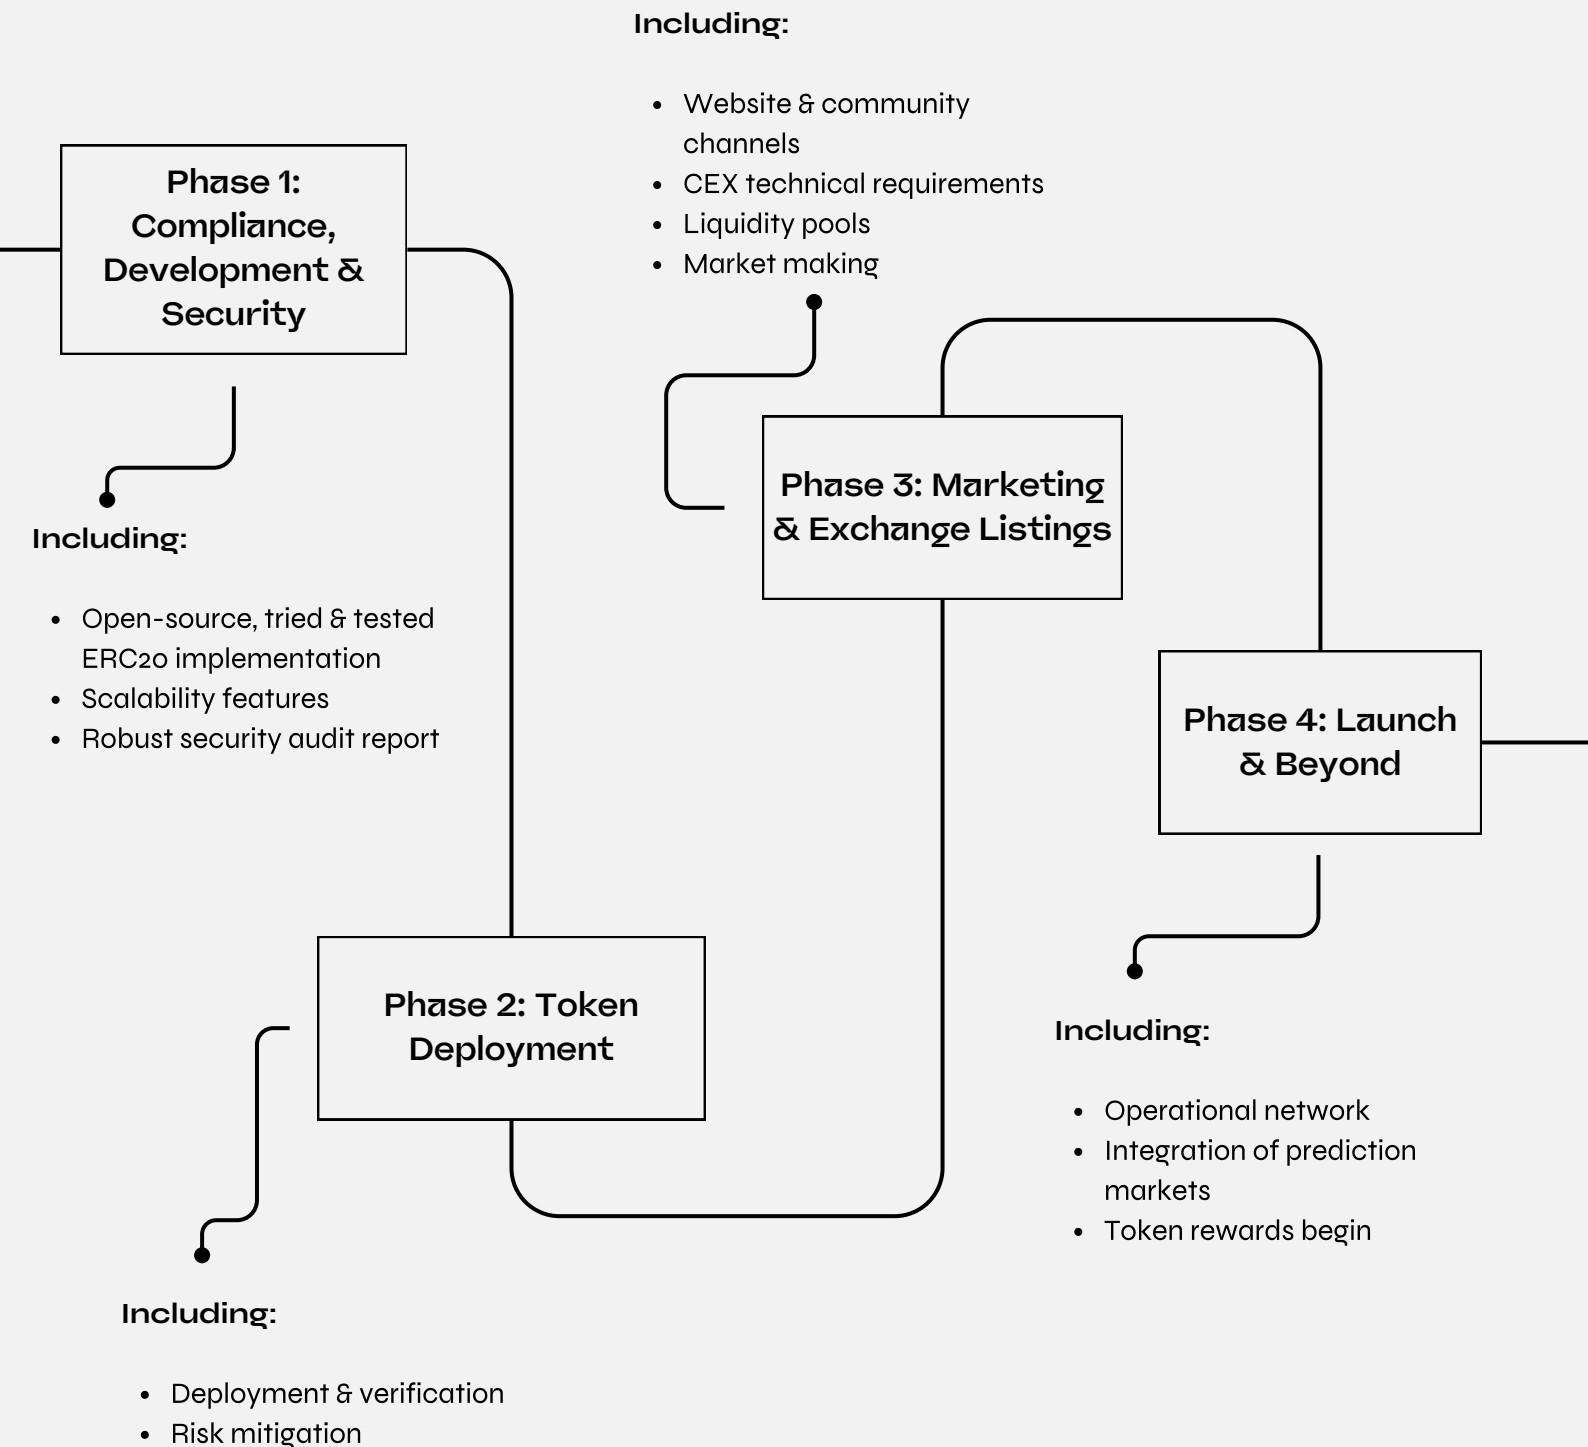 Phase 1:
Compliance,
Development &
Security
Including:
• Open-source, tried & tested
ERC20 implementation
• Scalability features
• Robust security audit report
Phase 2: Token
Deployment
Including:
• Deployment & verification
• Risk mitigation
Including:
• Website & community
channels
• CEX technical requirements
• Liquidity pools
• Market making
Phase 3: Marketing
& Exchange Listings
Phase 4: Launch
& Beyond
Including:
• Operational network
• Integration of prediction
markets
• Token rewards begin